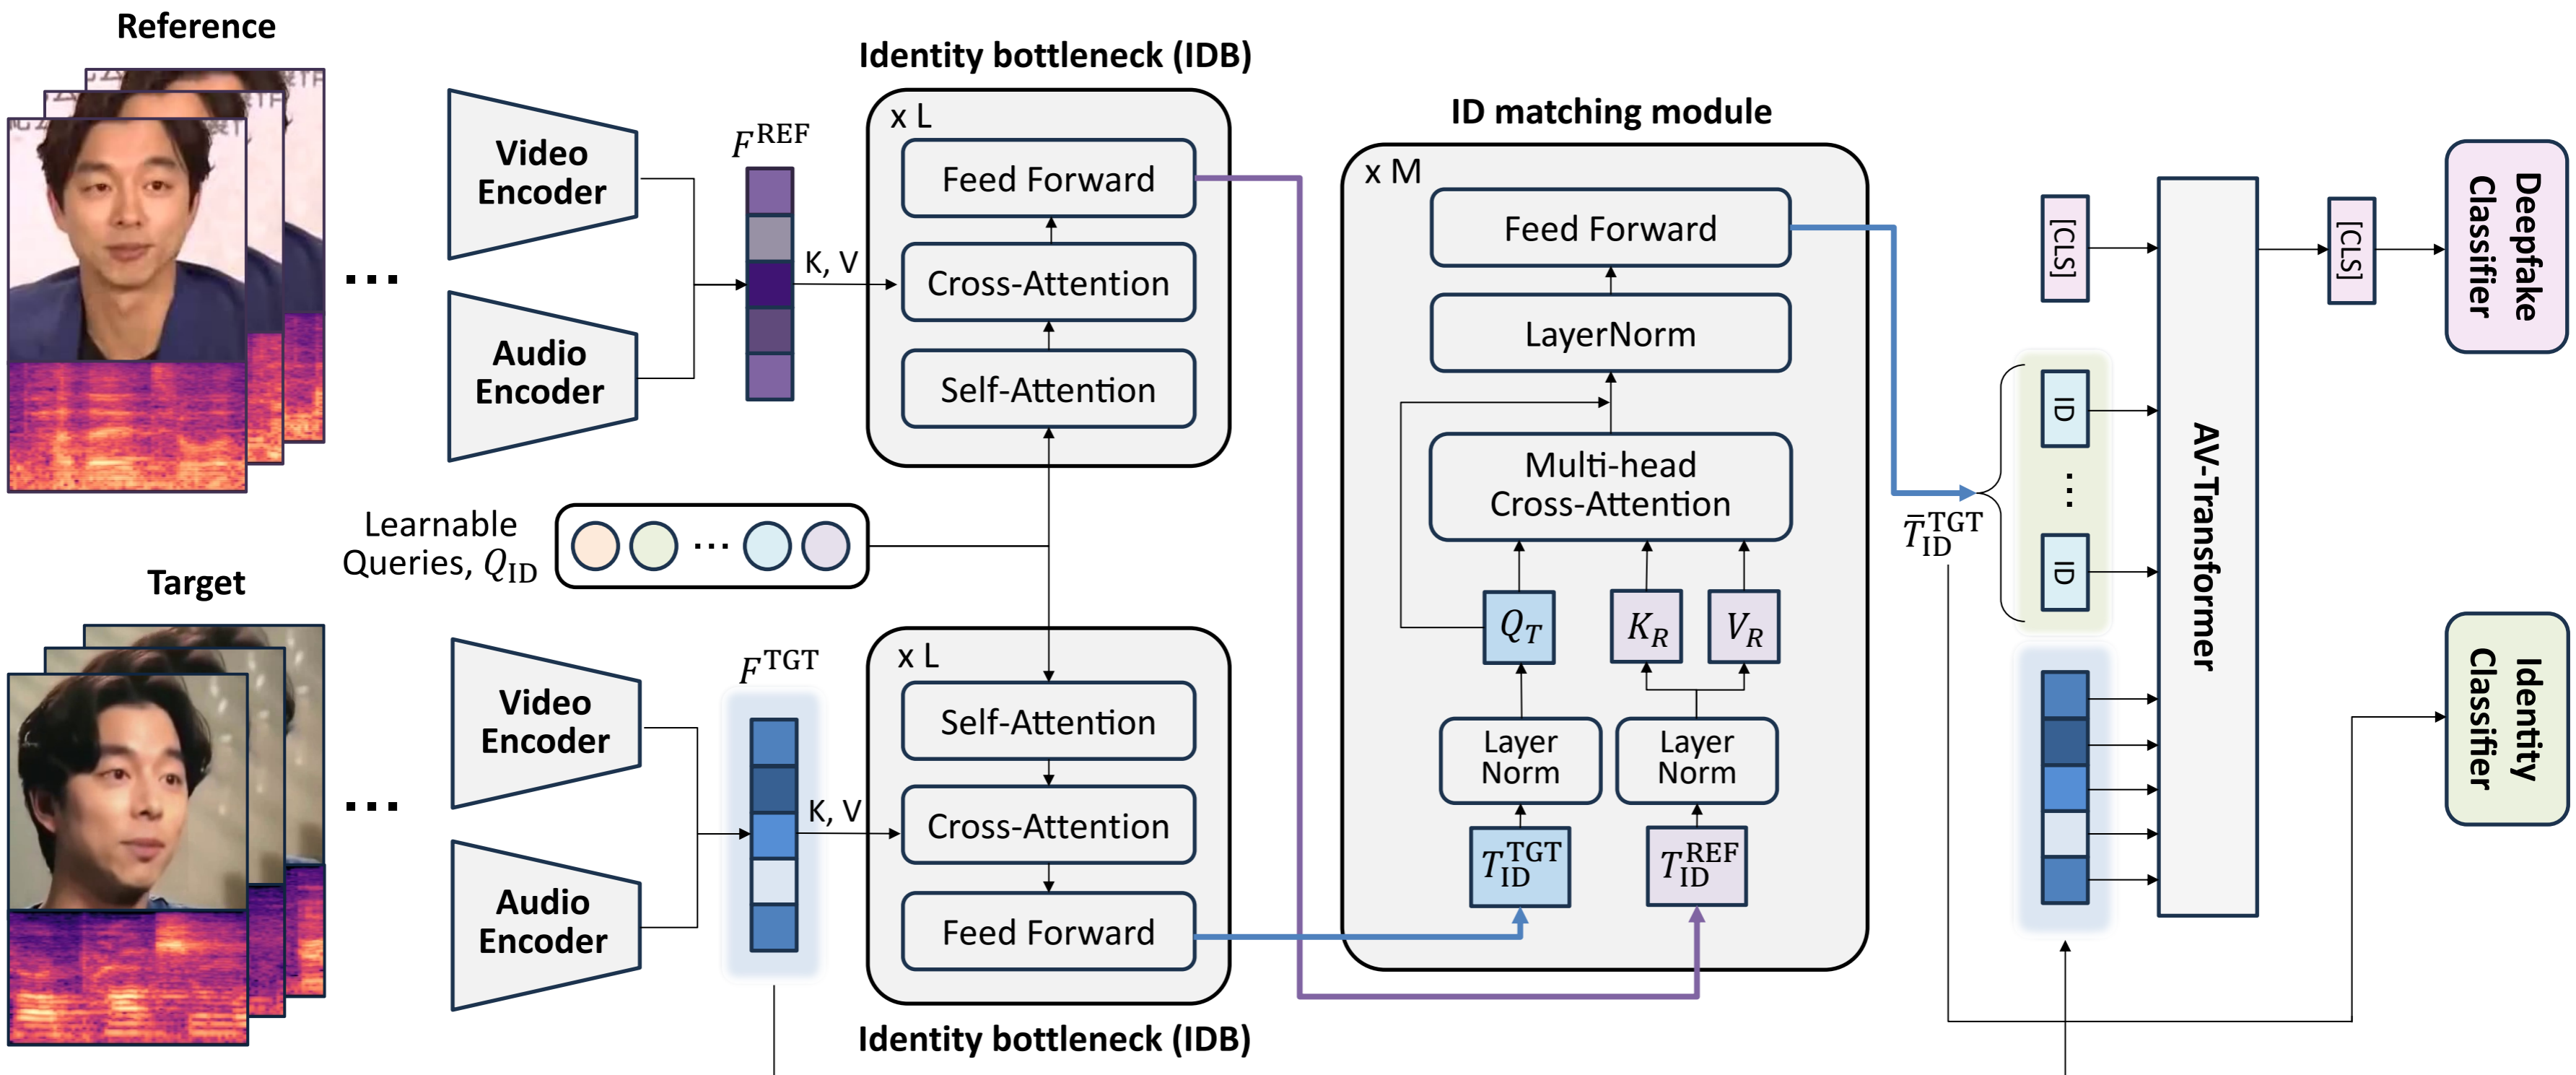 Reference
Video
Encoder
Audio
Encoder
F^REF
K, V
Identity bottleneck (IDB)
x L
Feed Forward
Cross-Attention
Self-Attention
Learnable
Queries, Q_ID
Target
Video
Encoder
Audio
Encoder
F^TGT
K, V
x L
Self-Attention
Cross-Attention
Feed Forward
Identity bottleneck (IDB)
ID matching module
x M
Feed Forward
LayerNorm
Multi-head
Cross-Attention
Q_T
K_R
V_R
Layer
Norm
Layer
Norm
T_ID^TGT
T_ID^REF
T̄_ID^TGT
[CLS]
ID
...
ID
AV-Transformer
[CLS]
Deepfake
Classifier
Identity
Classifier